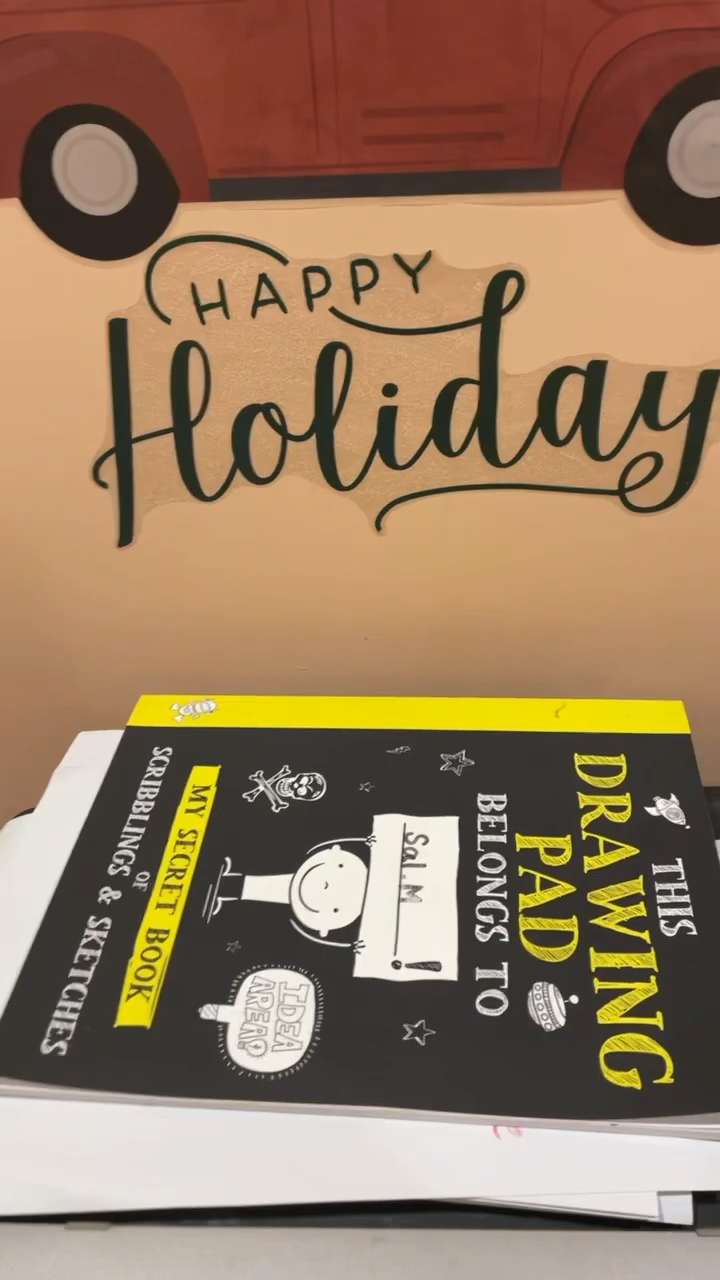 HAPPY
Holiday
THIS
DRAWING
PAD
BELONGS TO
Sal.M
!
IDEA
AREA!
MY SECRET BOOK
OF
SCRIBBLINGS & SKETCHES